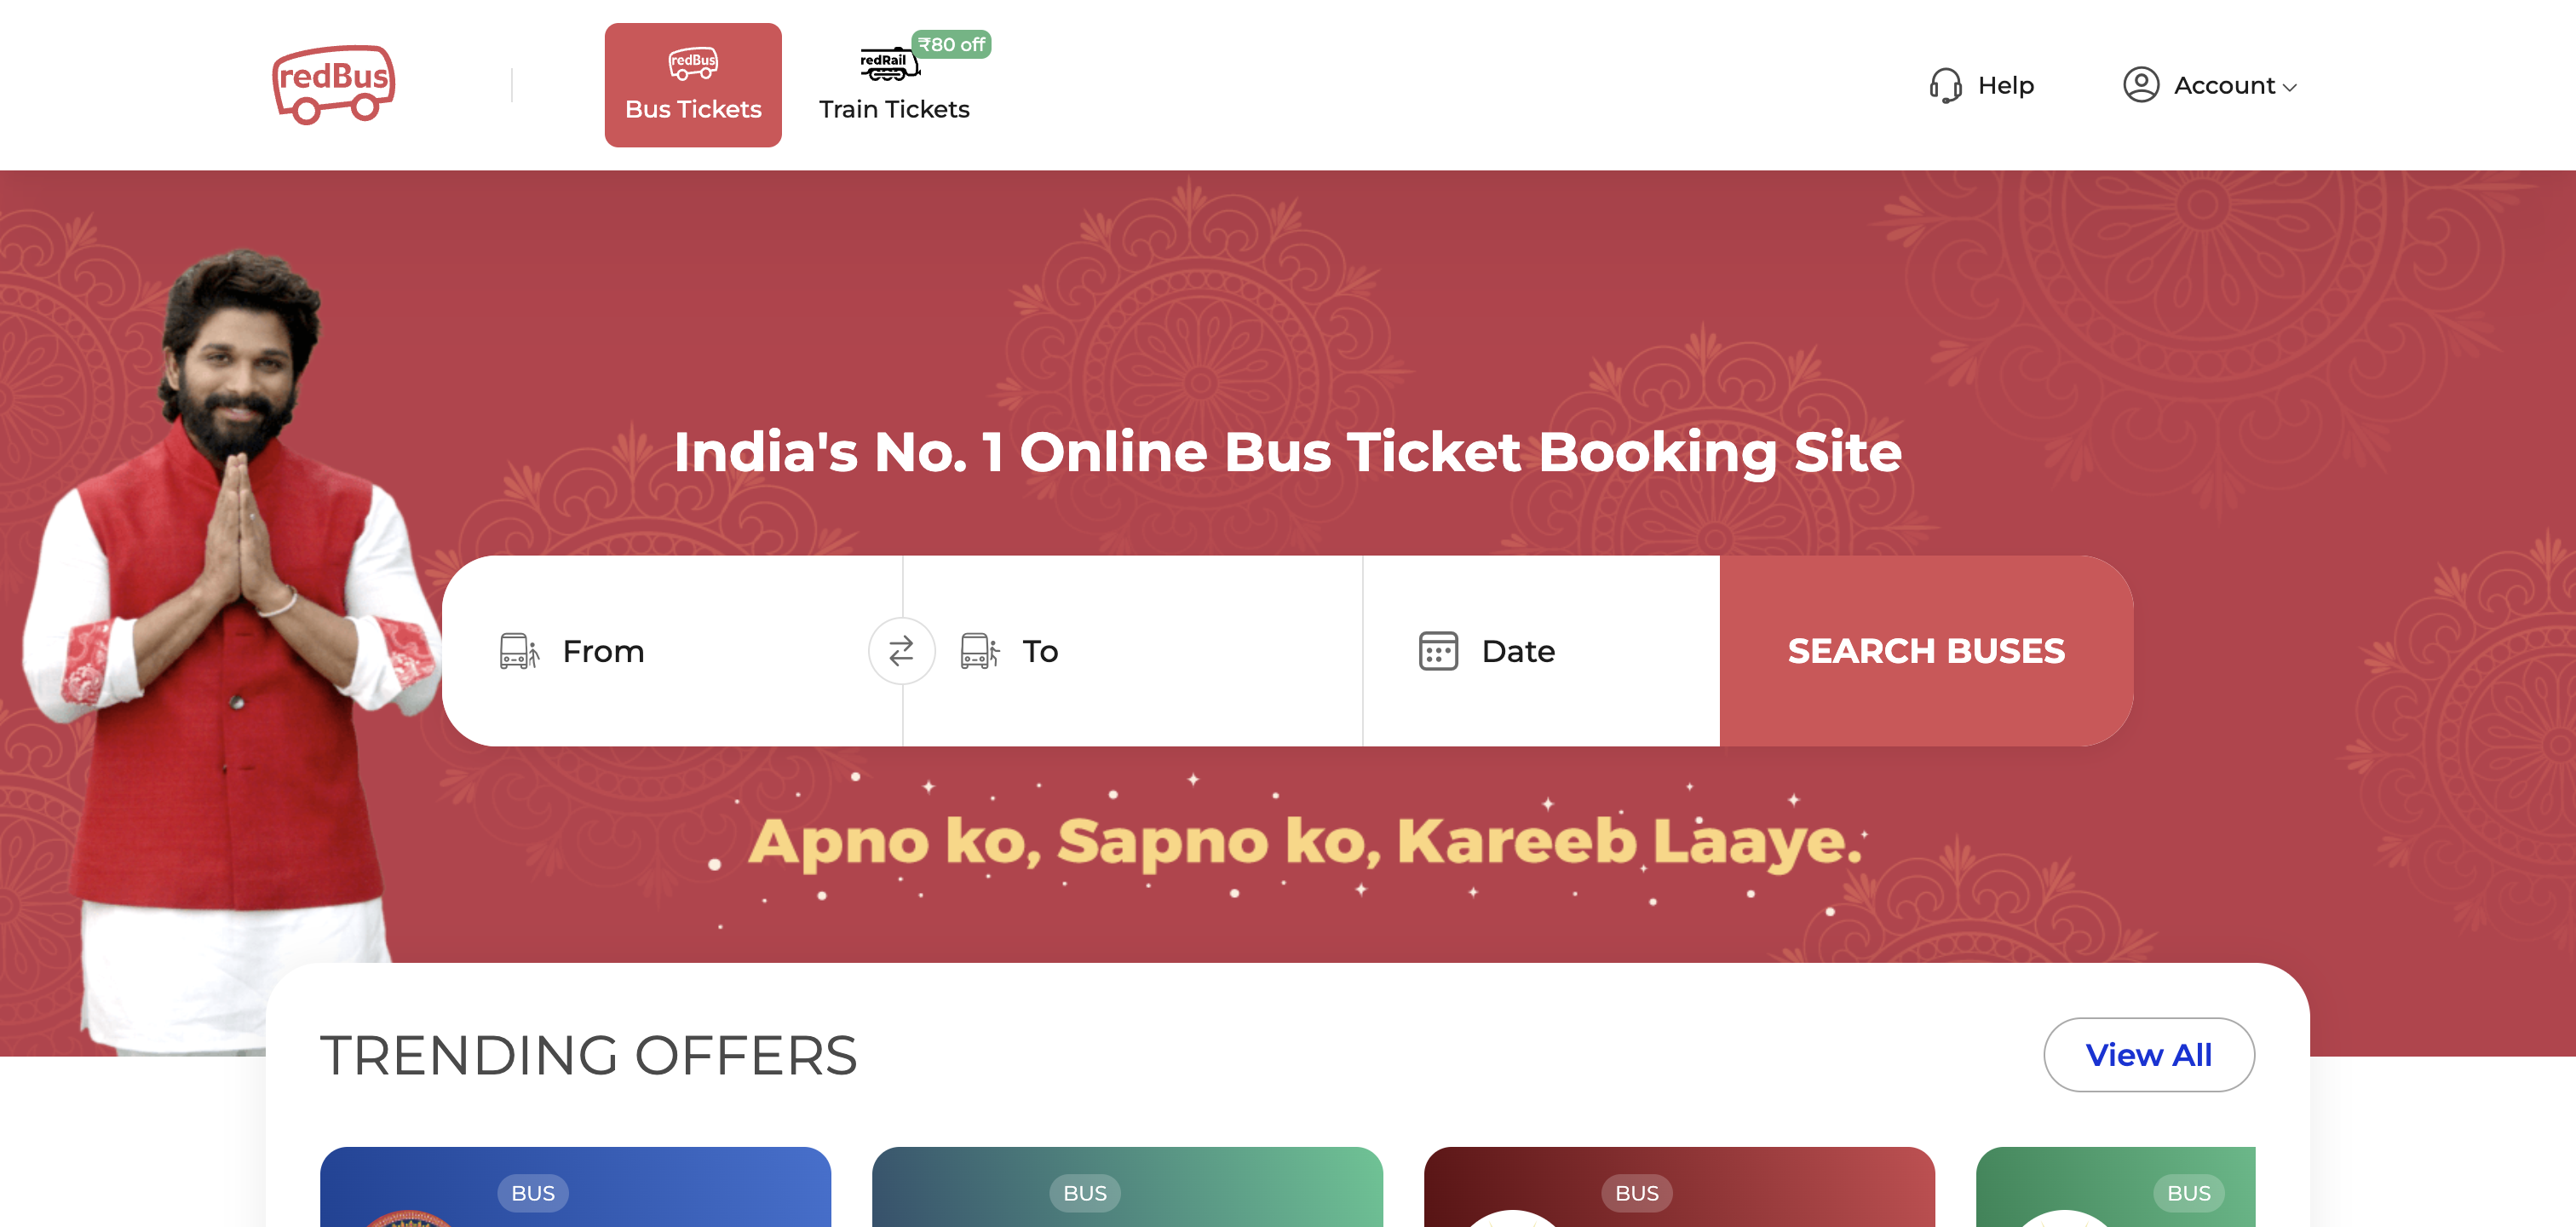 redBus
redBus
Bus Tickets
redRail
₹80 off
Train Tickets
Help
Account
India's No. 1 Online Bus Ticket Booking Site
From
To
Date
SEARCH BUSES
Apno ko, Sapno ko, Kareeb Laaye.
TRENDING OFFERS
View All
BUS
BUS
BUS
BUS